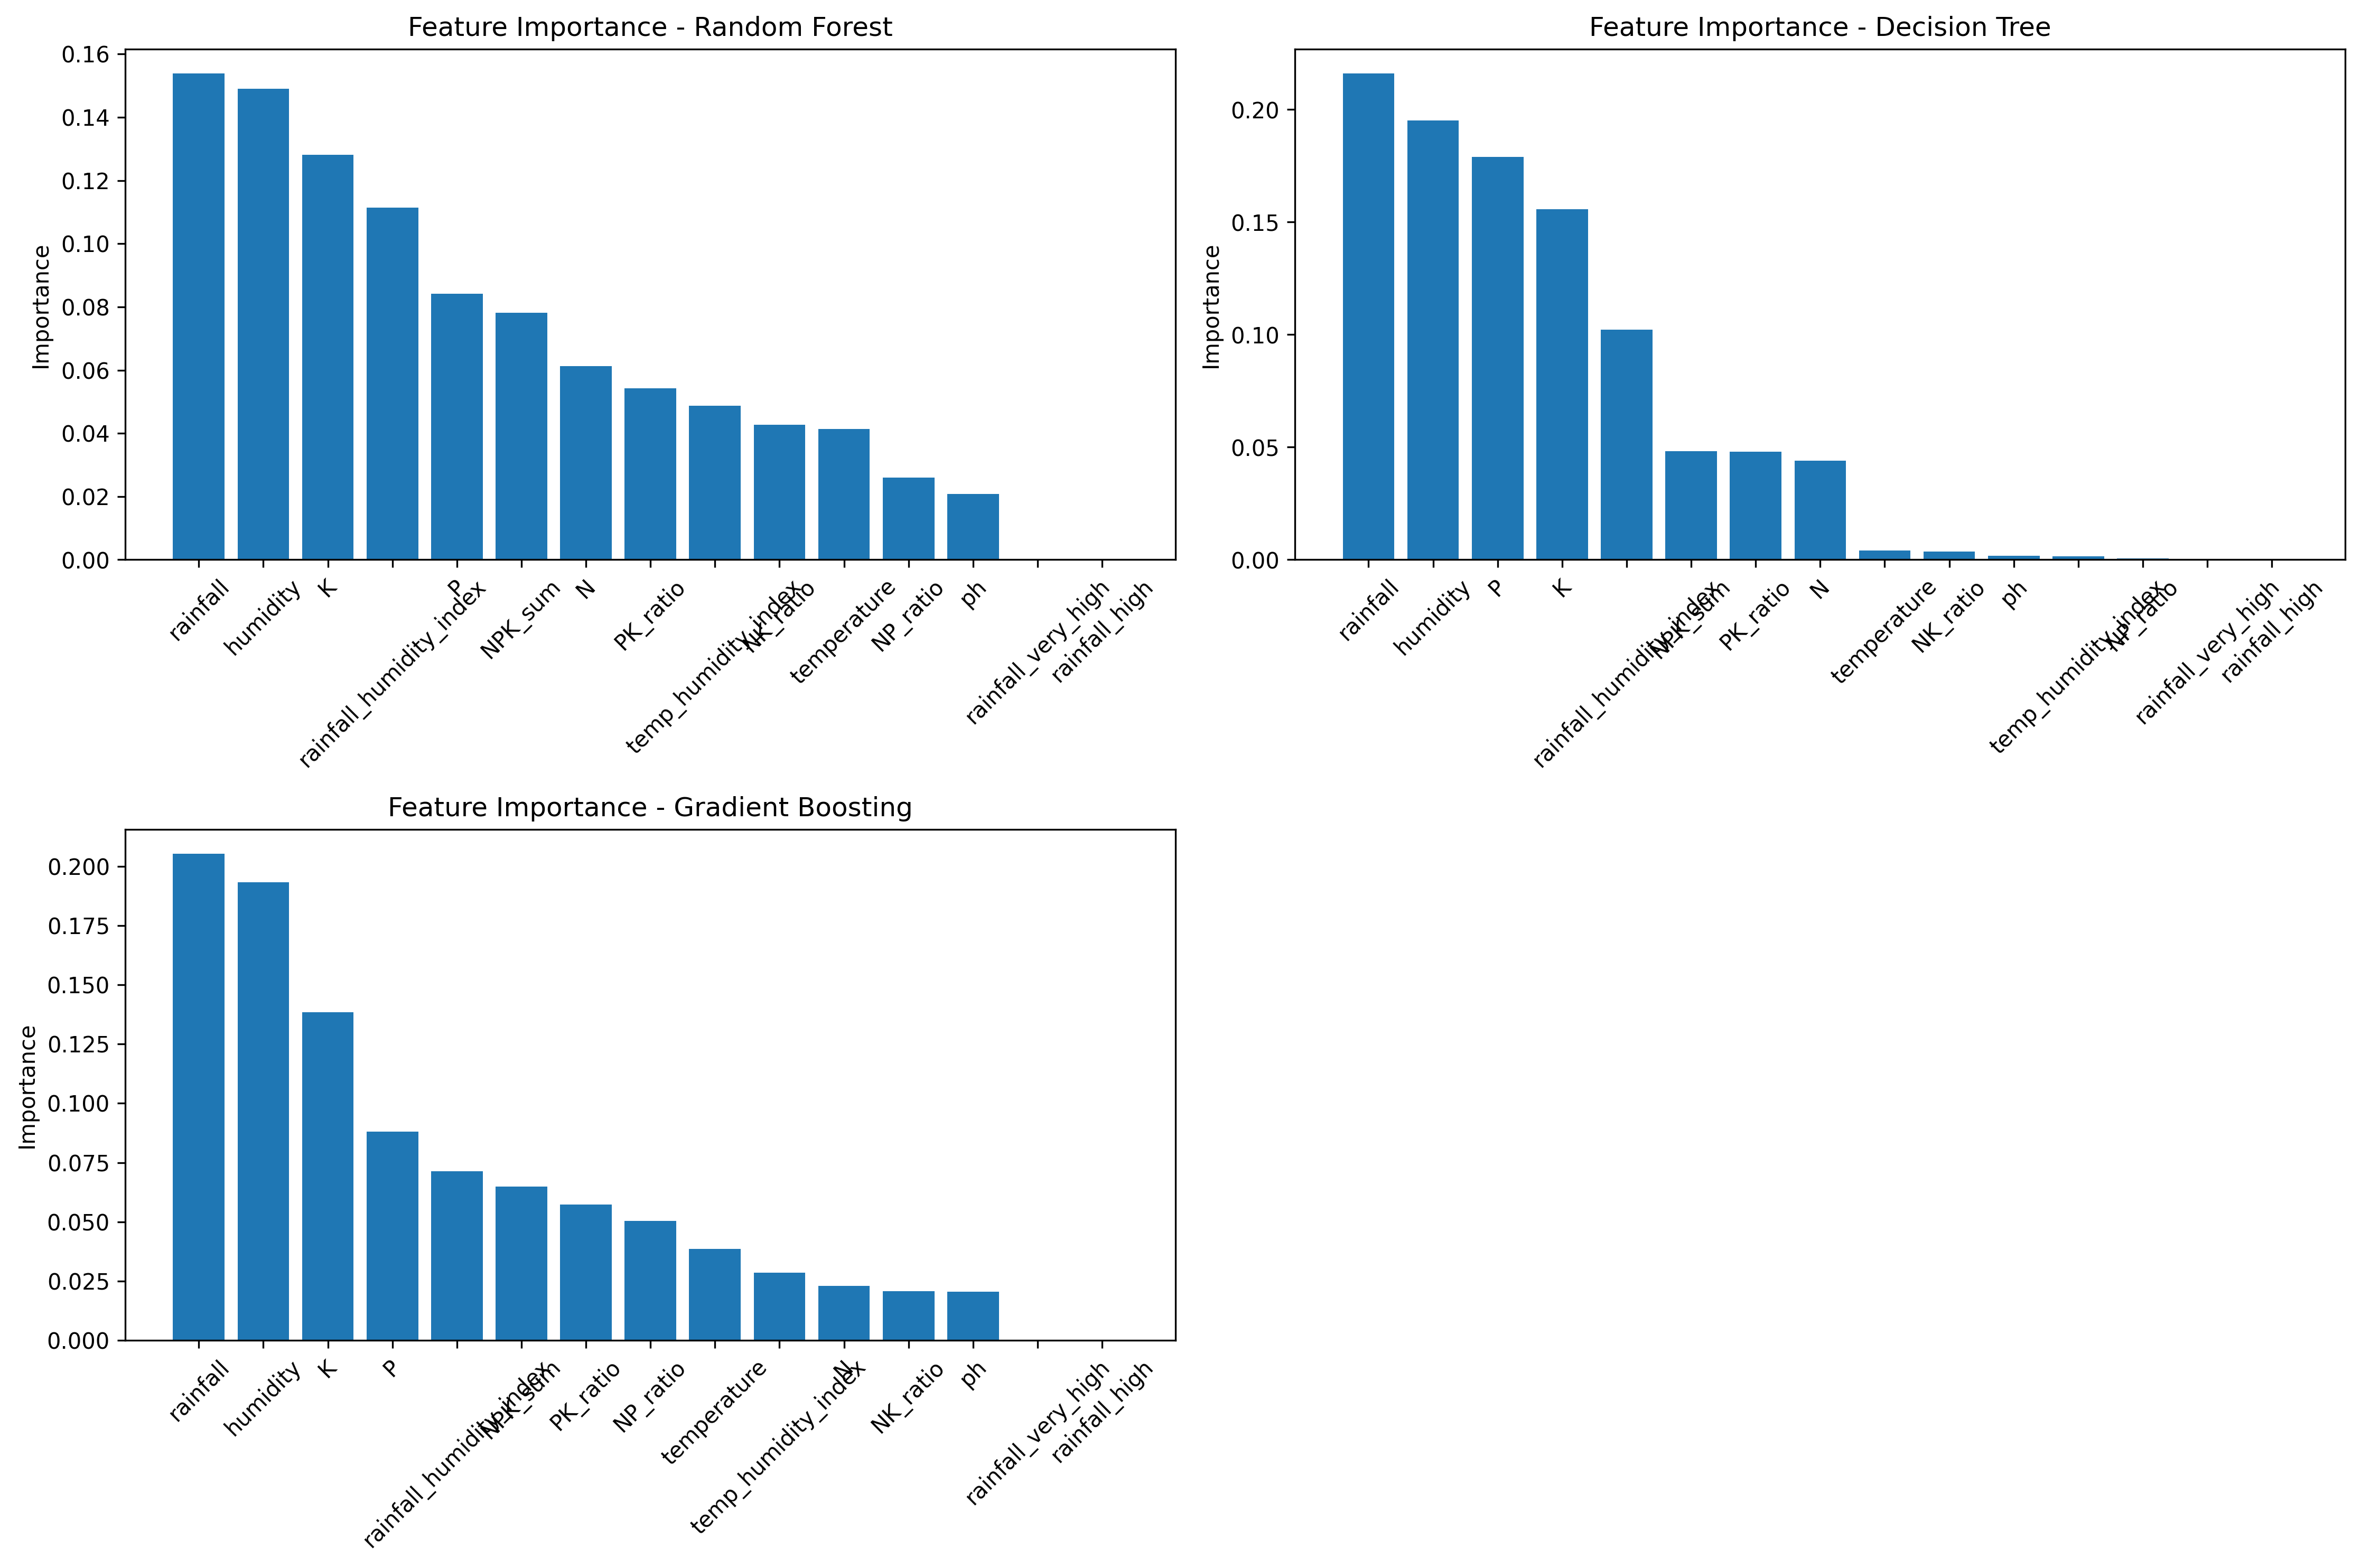 Feature Importance - Random Forest
Importance
0.16
0.14
0.12
0.10
0.08
0.06
0.04
0.02
0.00
rainfall
humidity
K
rainfall_humidity_index
P
NPK_sum
N
PK_ratio
temp_humidity_index
NK_ratio
temperature
NP_ratio
ph
rainfall_very_high
rainfall_high
Feature Importance - Decision Tree
Importance
0.20
0.15
0.10
0.05
0.00
rainfall
humidity
P
K
rainfall_humidity_index
NPK_sum
PK_ratio
N
temperature
NK_ratio
ph
temp_humidity_index
NP_ratio
rainfall_very_high
rainfall_high
Feature Importance - Gradient Boosting
Importance
0.200
0.175
0.150
0.125
0.100
0.075
0.050
0.025
0.000
rainfall
humidity
K
P
rainfall_humidity_index
NPK_sum
PK_ratio
NP_ratio
temperature
temp_humidity_index
N
NK_ratio
ph
rainfall_very_high
rainfall_high